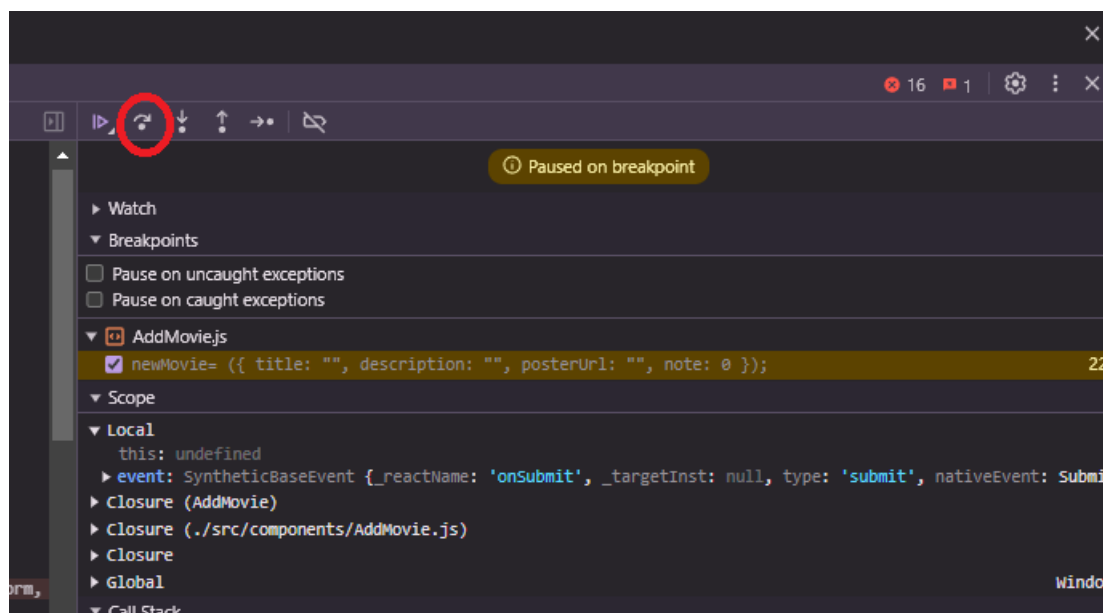 16 1
Paused on breakpoint
Watch
Breakpoints
Pause on uncaught exceptions
Pause on caught exceptions
AddMovie.js
newMovie= ({ title: "", description: "", posterUrl: "", note: 0 }); 22
Scope
Local
this: undefined
event: SyntheticBaseEvent {_reactName: 'onSubmit', _targetInst: null, type: 'submit', nativeEvent: Submi
Closure (AddMovie)
Closure (./src/components/AddMovie.js)
Closure
orm,
Global Windo
Call Stack